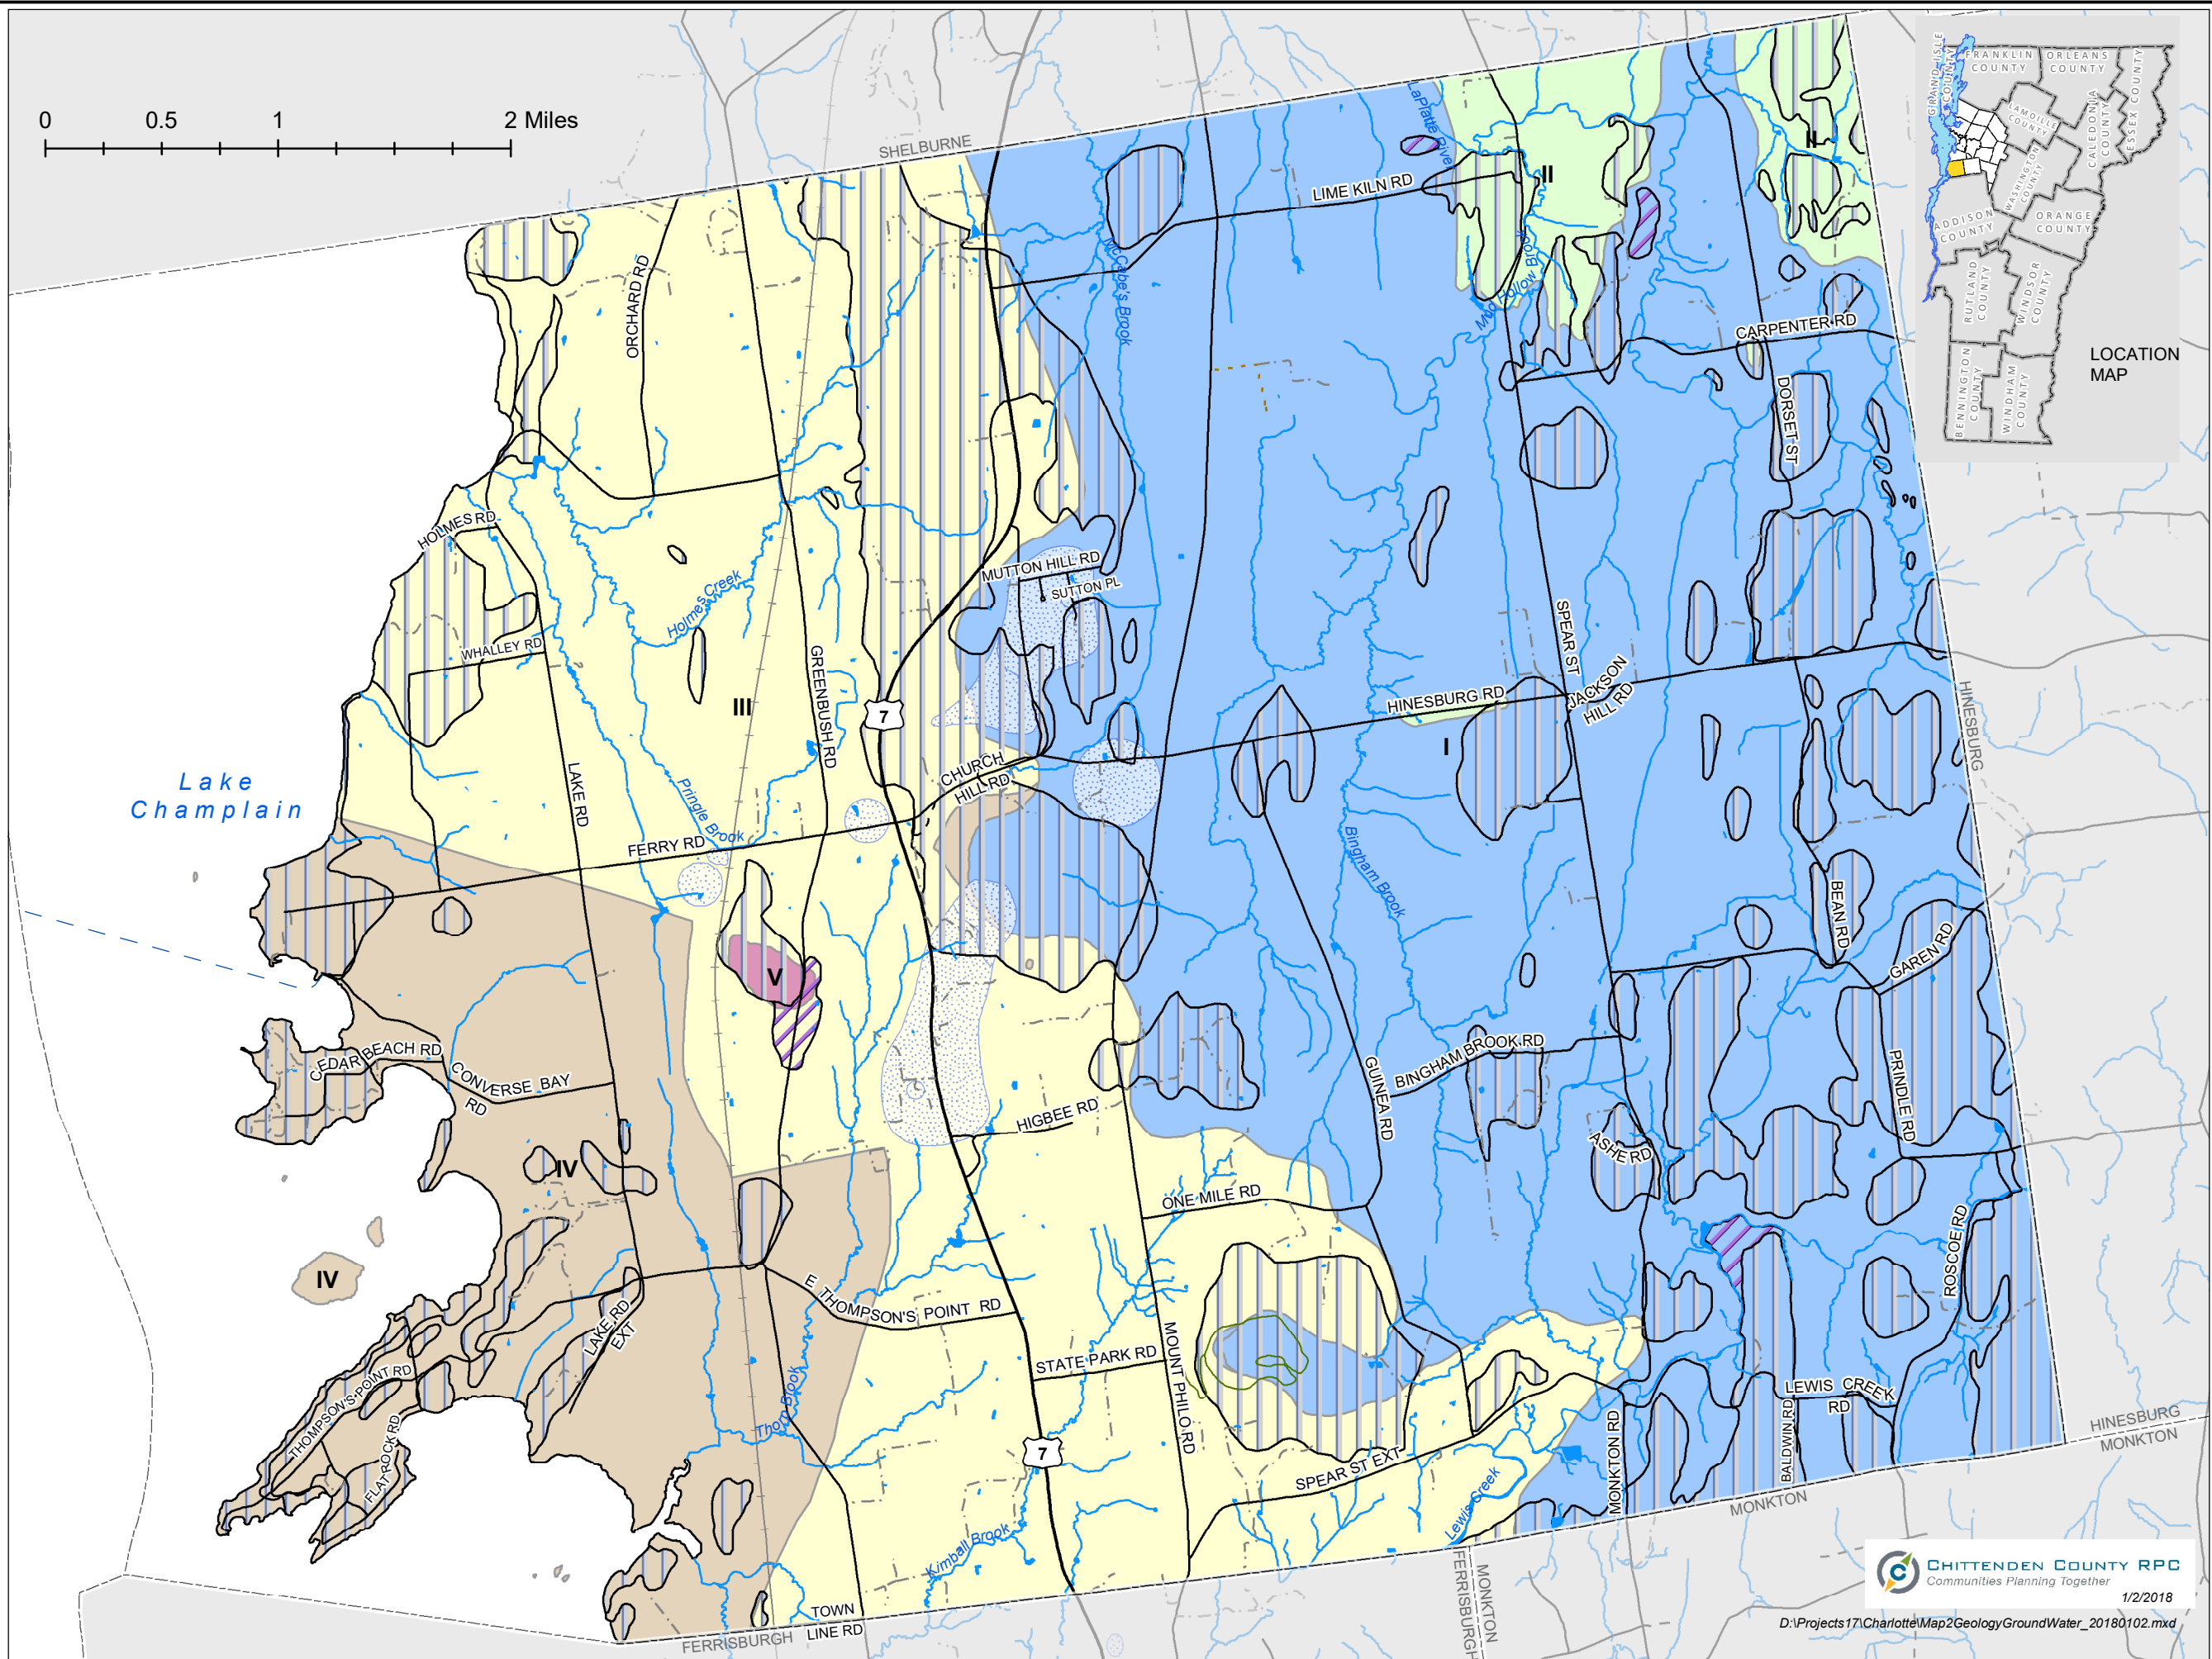 0 0.5 1 2 Miles
SHELBURNE
LaPlatte River
II
II
LIME KILN RD
McCabe's Brook
Mud Hollow Brook
ORCHARD RD
CARPENTER RD
DORSET ST
GRAND ISLE
COUNTY
FRANKLIN
COUNTY
ORLEANS
COUNTY
ESSEX COUNTY
LAMOILLE
COUNTY
CALEDONIA
COUNTY
WASHINGTON
COUNTY
ADDISON
COUNTY
ORANGE
COUNTY
RUTLAND
COUNTY
WINDSOR
COUNTY
BENNINGTON
COUNTY
WINDHAM
COUNTY
LOCATION
MAP
HOLMES RD
Holmes Creek
MUTTON HILL RD
SUTTON PL
WHALLEY RD
GREENBUSH RD
SPEAR ST
JACKSON
HILL RD
HINESBURG RD
HINESBURG
III
7
I
Lake
Champlain
LAKE RD
Pringle Brook
CHURCH
HILL RD
FERRY RD
Bingham Brook
BEAN RD
GAREN RD
V
CEDAR BEACH RD
CONVERSE BAY
RD
HIGBEE RD
GUINEA RD
BINGHAM BROOK RD
PRINDLE RD
ASHE RD
IV
ONE MILE RD
ROSCOE RD
IV
E THOMPSON'S POINT RD
LAKE RD
EXT
STATE PARK RD
MOUNT PHILO RD
THOMPSON'S POINT RD
FLAT ROCK RD
Thorp Brook
LEWIS CREEK
RD
BALDWIN RD
MONKTON RD
HINESBURG
MONKTON
7
SPEAR ST EXT
Lewis Creek
MONKTON
Kimball Brook
TOWN
LINE RD
FERRISBURGH
FERRISBURGH
MONKTON
C
CHITTENDEN COUNTY RPC
Communities Planning Together
1/2/2018
D:\Projects17\Charlotte\Map2GeologyGroundWater_20180102.mxd